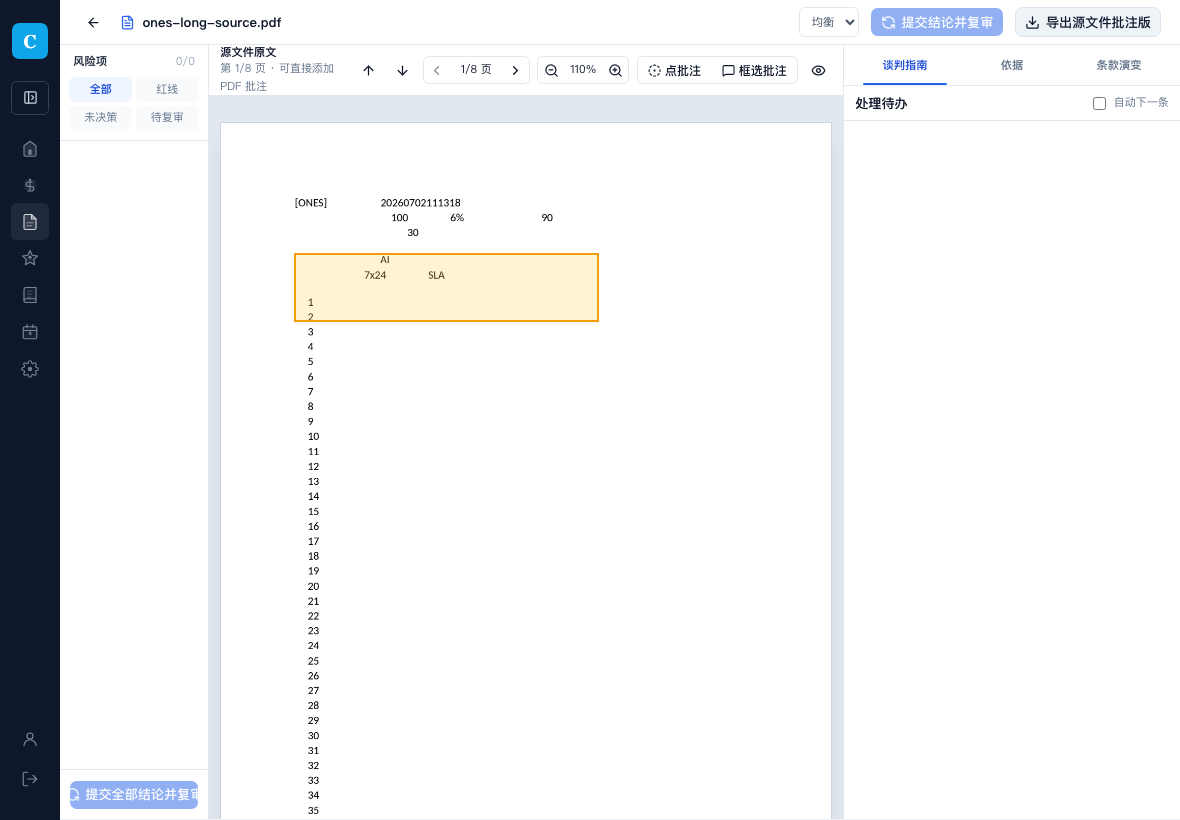 C
ones-long-source.pdf
均衡
提交结论并复审
导出源文件批注版
风险项 0/0
全部 红线
未决策 待复审
提交全部结论并复审
源文件原文
第 1/8 页 · 可直接添加
PDF 批注
1/8 页
110%
点批注 框选批注
[ONES] 20260702111318
100 6% 90
30
AI
7x24 SLA
1
2
3
4
5
6
7
8
9
10
11
12
13
14
15
16
17
18
19
20
21
22
23
24
25
26
27
28
29
30
31
32
33
34
35
谈判指南 依据 条款演变
处理待办 自动下一条